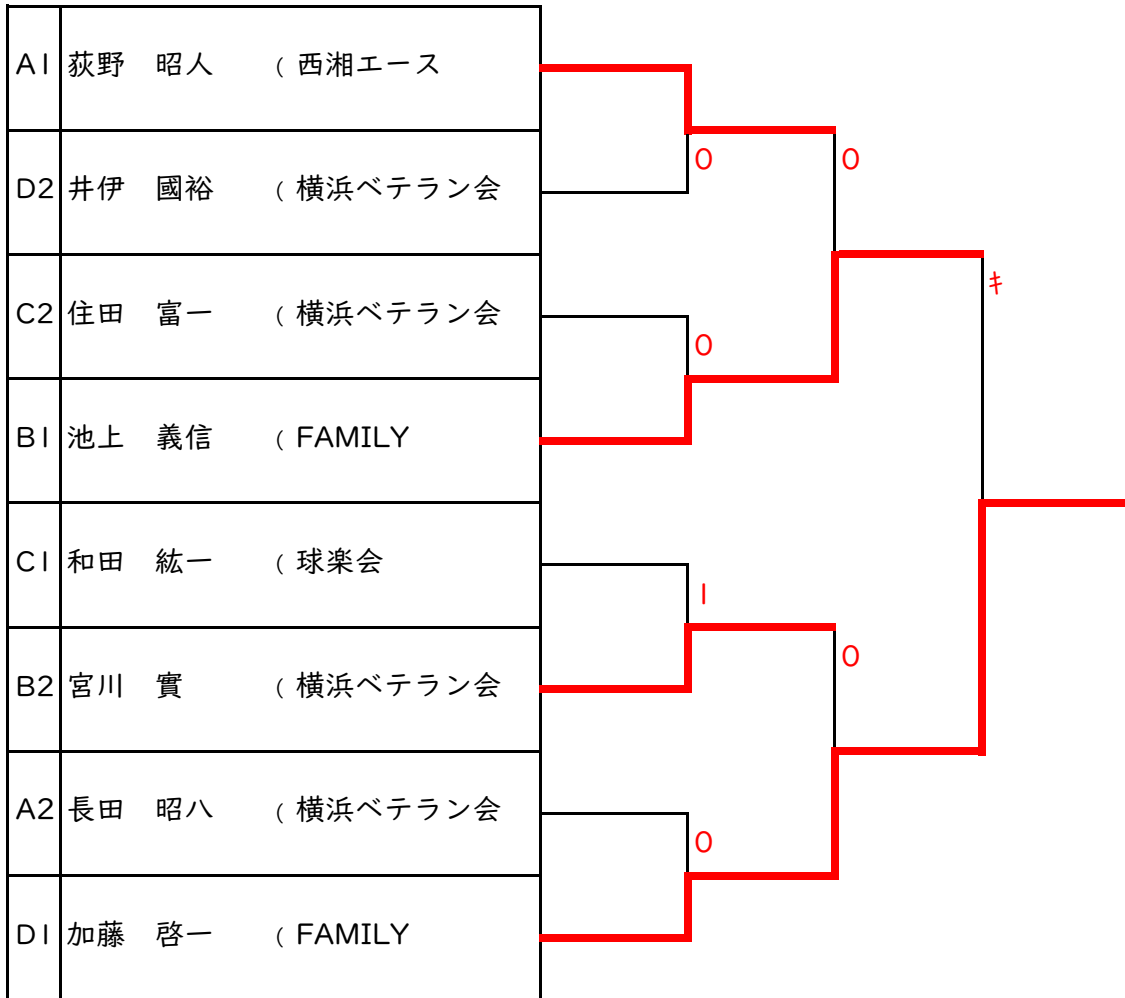 A1 荻野 昭人 ( 西湘エース
0 0
D2 井伊 國裕 ( 横浜ベテラン会
C2 住田 富一 ( 横浜ベテラン会
キ
0
B1 池上 義信 ( FAMILY
C1 和田 紘一 ( 球楽会
1
0
B2 宮川 實 ( 横浜ベテラン会
A2 長田 昭八 ( 横浜ベテラン会
0
D1 加藤 啓一 ( FAMILY